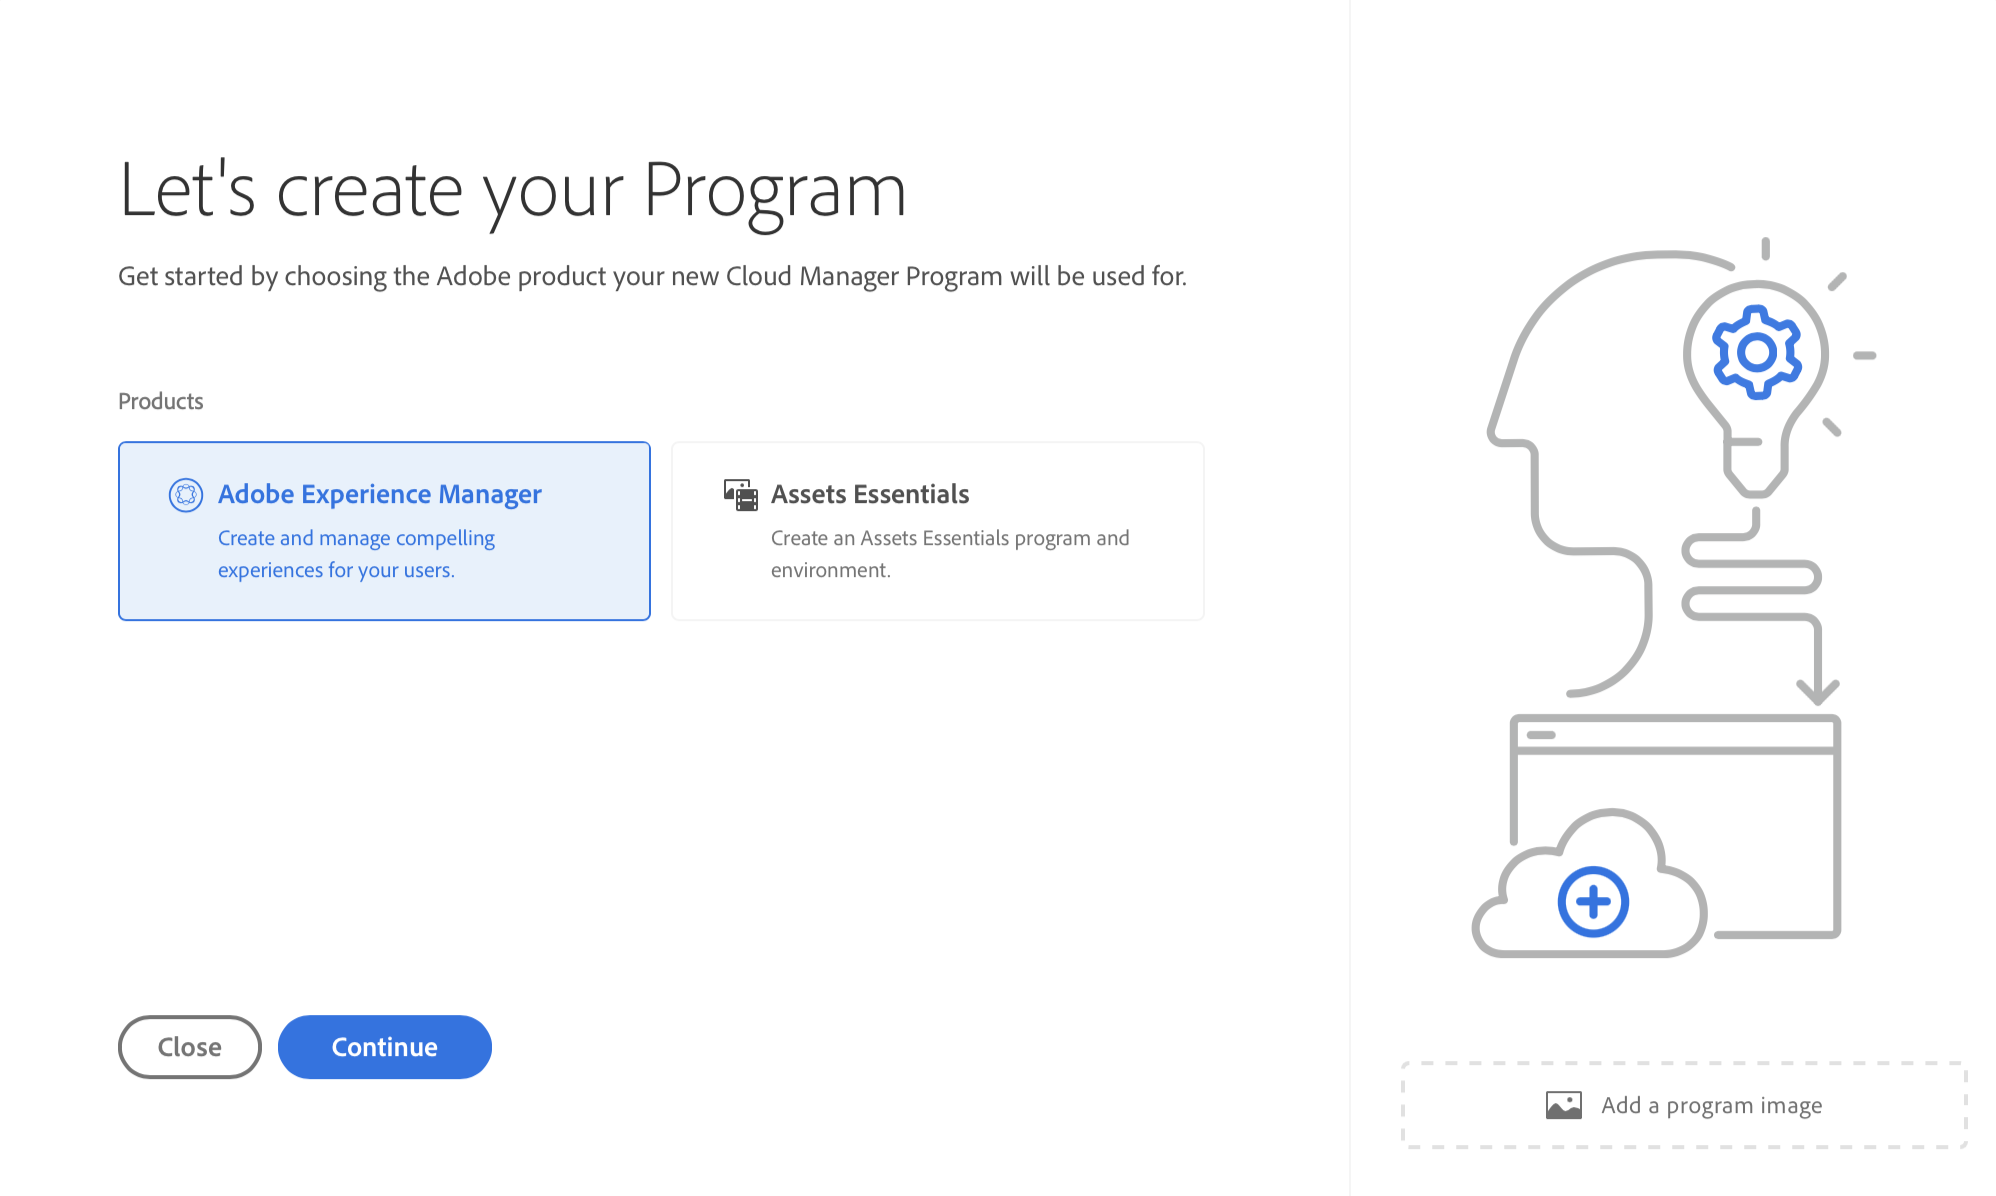 Let's create your Program
Get started by choosing the Adobe product your new Cloud Manager Program will be used for.
Products
Adobe Experience Manager
Create and manage compelling
experiences for your users.
Assets Essentials
Create an Assets Essentials program and
environment.
Close
Continue
Add a program image